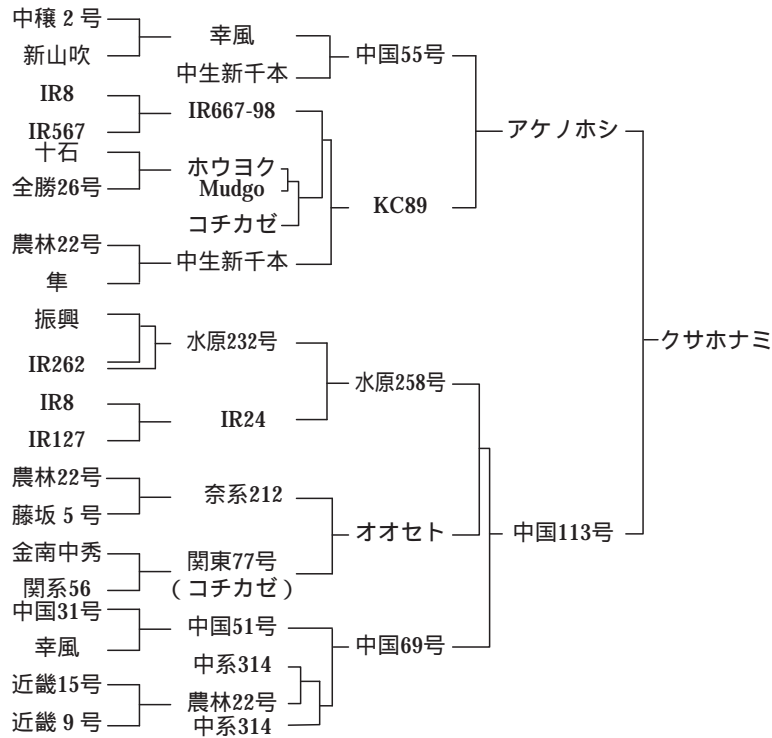 中穣 2 号
新山吹
IR8
IR567
十石
全勝26号
農林22号
隼
振興
IR262
IR8
IR127
農林22号
藤坂 5 号
金南中秀
関系56
中国31号
幸風
近畿15号
近畿 9 号
幸風
中生新千本
IR667-98
ホウヨク
Mudgo
コチカゼ
中生新千本
水原232号
IR24
奈系212
関東77号
(コチカゼ)
中国51号
中系314
農林22号
中系314
中国55号
KC89
水原258号
オオセト
中国69号
アケノホシ
中国113号
クサホナミ